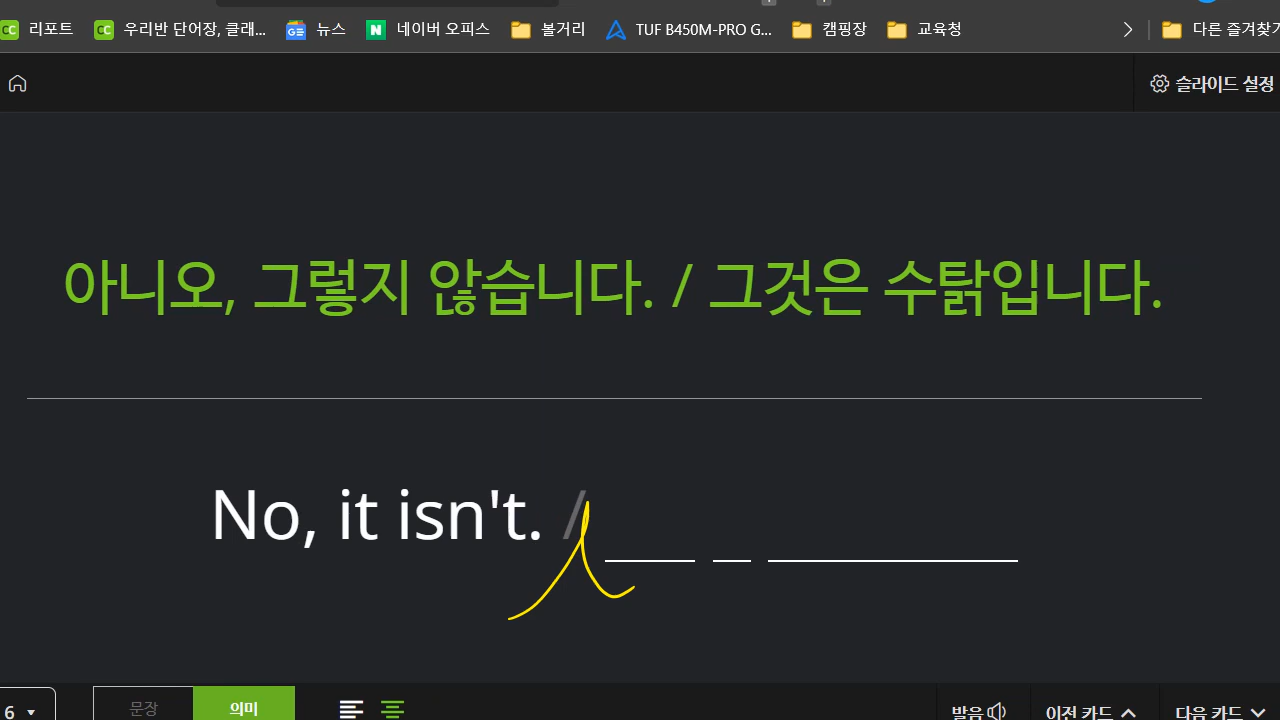 리포트 우리반 단어장, 클래... 뉴스 네이버 오피스 볼거리 TUF B450M-PRO G... 캠핑장 교육청 다른 즐겨찾기
슬라이드 설정
아니오, 그렇지 않습니다. / 그것은 수탉입니다.
No, it isn't. /
6 문장 의미 발음 이전 카드 다음 카드